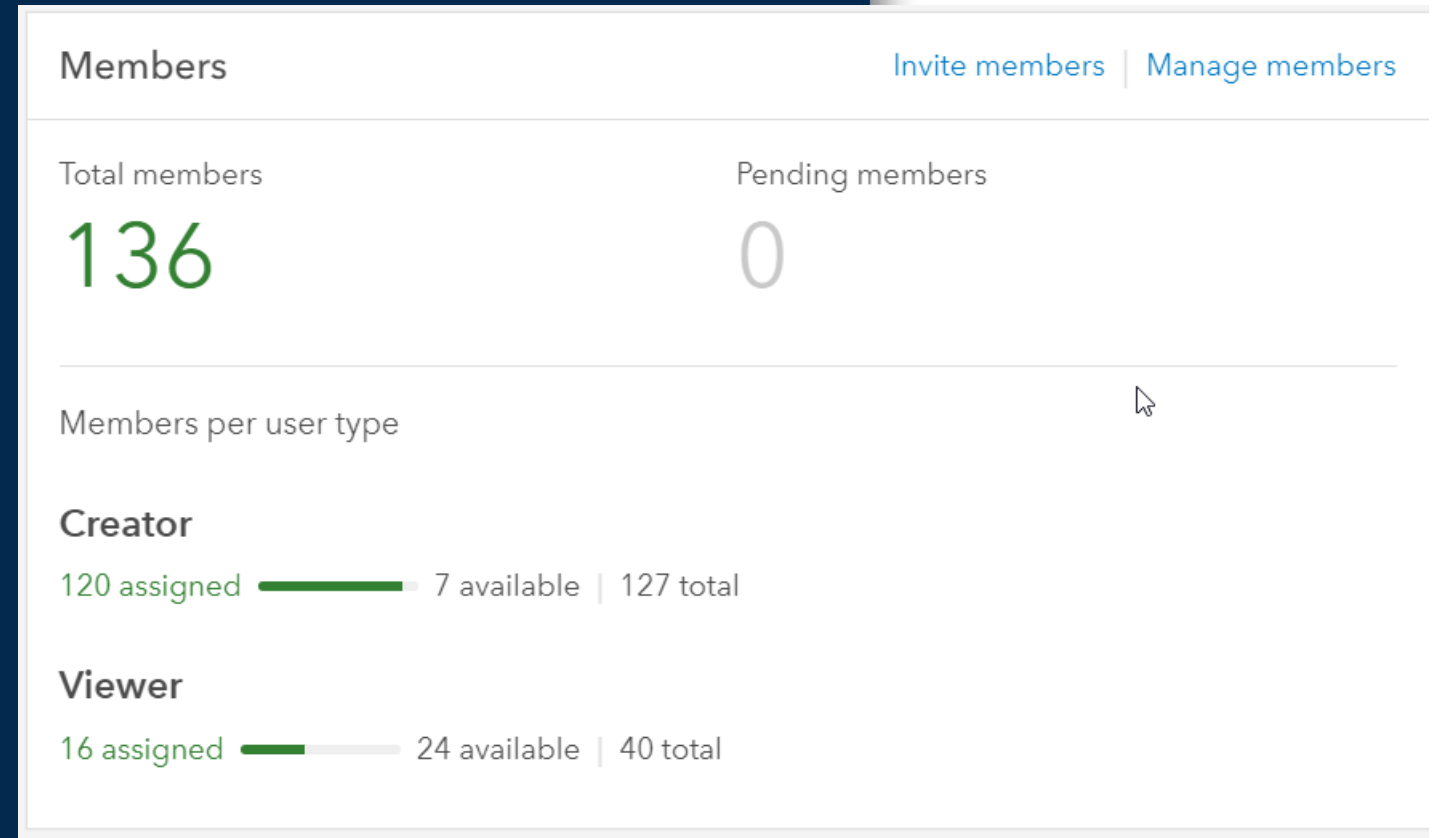 Members Invite members | Manage members
Total members Pending members
136 0
Members per user type
Creator
120 assigned 7 available | 127 total
Viewer
16 assigned 24 available | 40 total